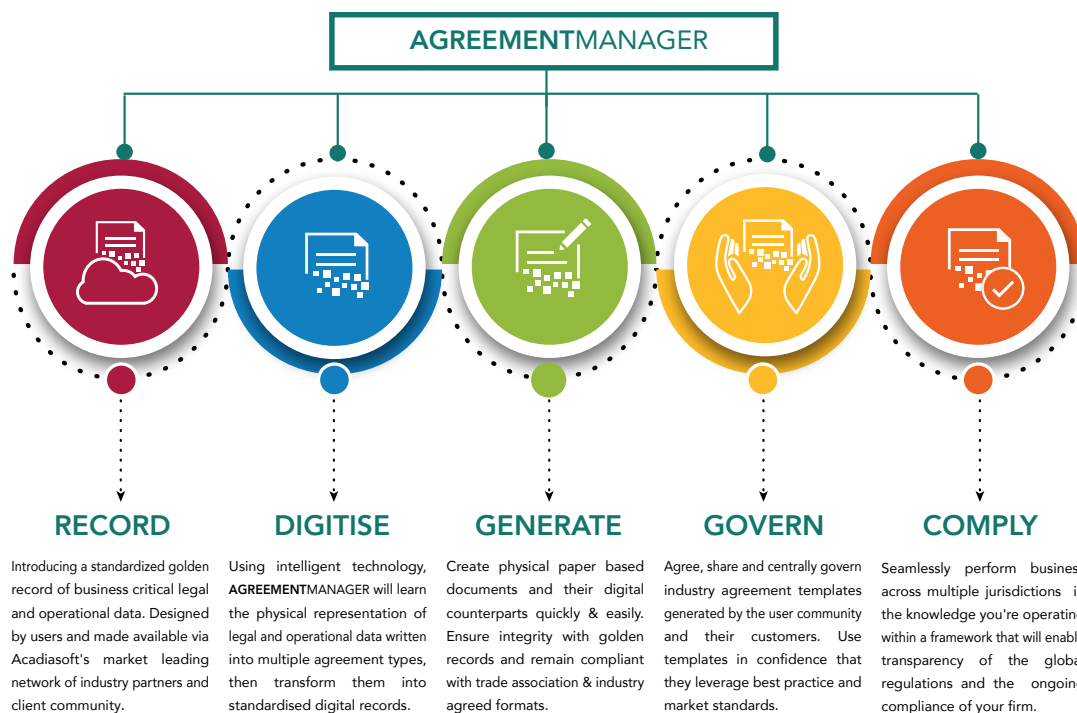 AGREEMENTMANAGER
RECORD
Introducing a standardized golden
record of business critical legal
and operational data. Designed
by users and made available via
Acadiasoft's market leading
network of industry partners and
client community.
DIGITISE
Using intelligent technology,
AGREEMENTMANAGER will learn
the physical representation of
legal and operational data written
into multiple agreement types,
then transform them into
standardised digital records.
GENERATE
Create physical paper based
documents and their digital
counterparts quickly & easily.
Ensure integrity with golden
records and remain compliant
with trade association & industry
agreed formats.
GOVERN
Agree, share and centrally govern
industry agreement templates
generated by the user community
and their customers. Use
templates in confidence that
they leverage best practice and
market standards.
COMPLY
Seamlessly perform busines
across multiple jurisdictions i
the knowledge you're operatin
within a framework that will enabl
transparency of the globa
regulations and the ongoin
compliance of your firm.